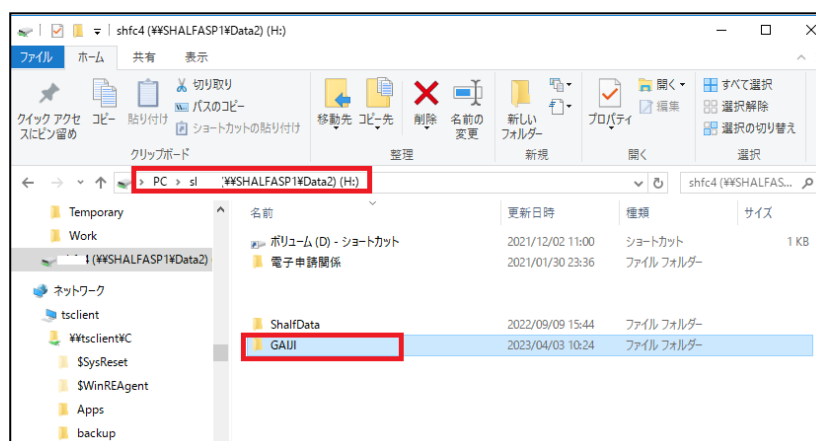 shfc4 (¥¥SHALFASP1¥Data2) (H:)
ファイル ホーム 共有 表示
クイック アクセスにピン留め
コピー
貼り付け
切り取り
パスのコピー
ショートカットの貼り付け
クリップボード
移動先
コピー先
削除
名前の変更
整理
新しいフォルダー
新規
プロパティ
開く
編集
開く
すべて選択
選択解除
選択の切り替え
選択
PC › sl (¥¥SHALFASP1¥Data2) (H:)
shfc4 (¥¥SHALFAS...
Temporary
Work
(¥¥SHALFASP1¥Data2)
ネットワーク
tsclient
¥¥tsclient¥C
$SysReset
$WinREAgent
Apps
backup
名前 更新日時 種類 サイズ
ボリューム (D) - ショートカット 2021/12/02 11:00 ショートカット 1 KB
電子申請関係 2021/01/30 23:36 ファイル フォルダー
ShalfData 2022/09/09 15:44 ファイル フォルダー
GAIJI 2023/04/03 10:24 ファイル フォルダー